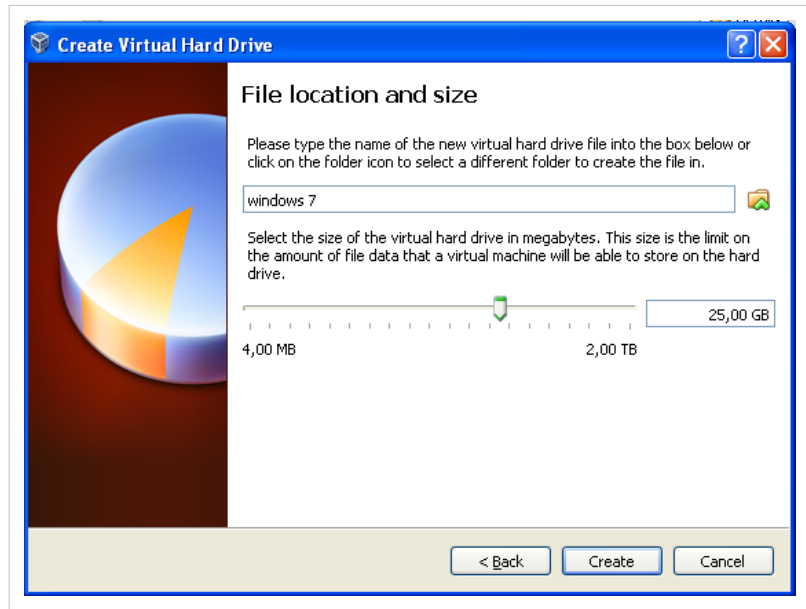 Create Virtual Hard Drive
File location and size
Please type the name of the new virtual hard drive file into the box below or
click on the folder icon to select a different folder to create the file in.
windows 7
Select the size of the virtual hard drive in megabytes. This size is the limit on
the amount of file data that a virtual machine will be able to store on the hard
drive.
25,00 GB
4,00 MB 2,00 TB
< Back Create Cancel